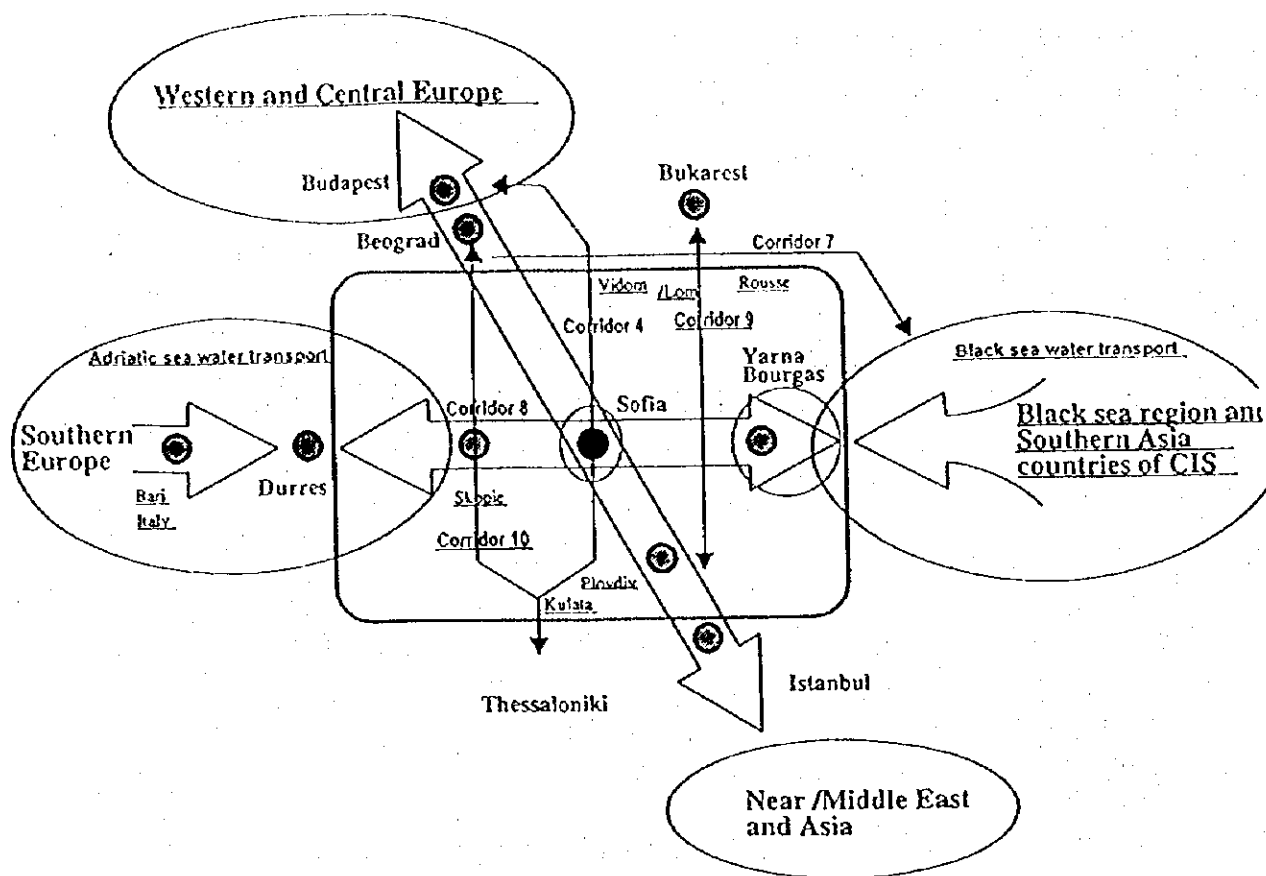 Western and Central Europe
Budapest
Bukarest
Beograd
Corridor 7
Vidom
/Lom
Rousse
Corridor 4
Corridor 9
Adriatic sea water transport
Yarna
Bourgas
Black sea water transport
Corridor 8
Sofia
Southern
Europe
Black sea region and
Southern Asia
countries of CIS
Durres
Skopie
Bari
Italy
Corridor 10
Plovdix
Kulata
Istanbul
Thessaloniki
Near /Middle East
and Asia